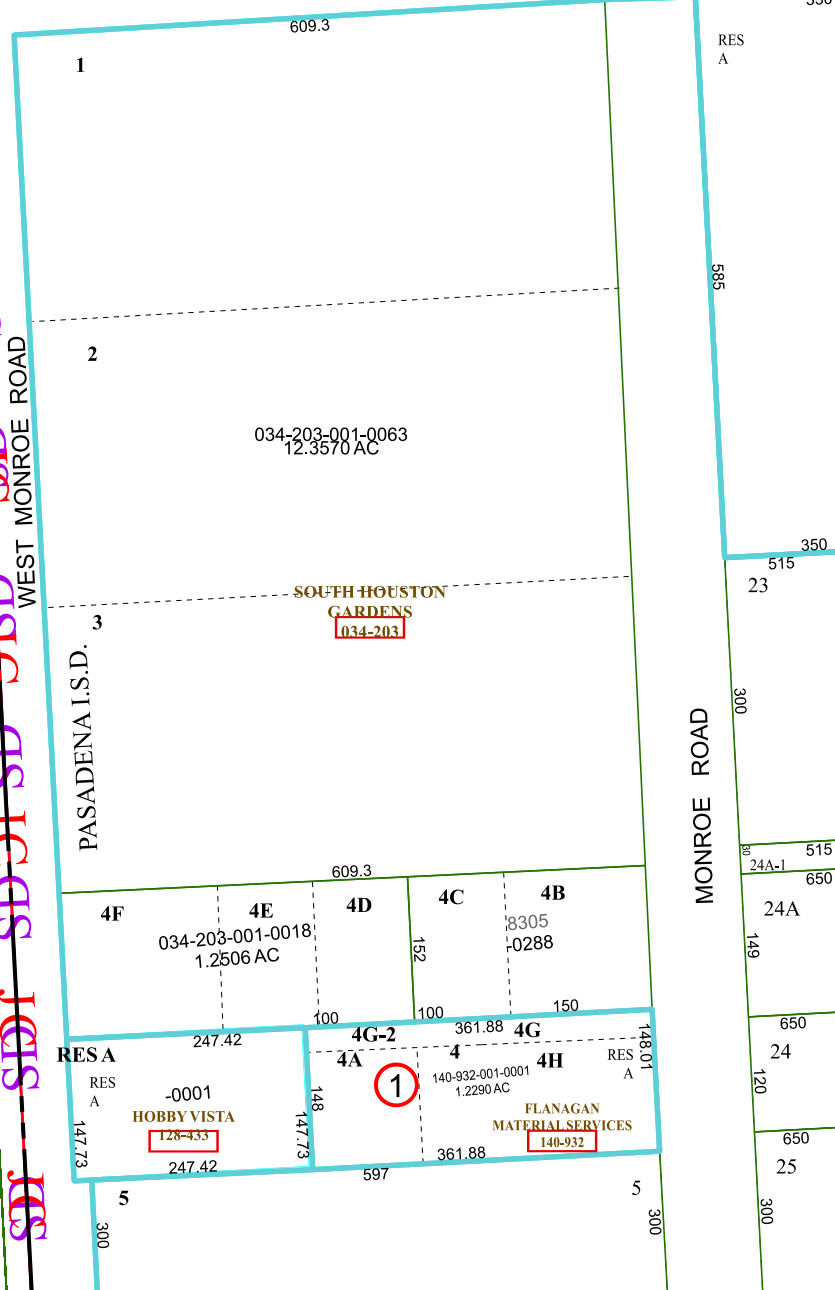 609.3
350
RES
A
1
585
WEST MONROE ROAD
2
034-203-001-0063
12.3570 AC
350
515
23
SOUTH HOUSTON
GARDENS
034-203
3
PASADENA I.S.D.
300
MONROE ROAD
30
515
24A-1
650
609.3
4F
4E
4D
4C
4B
24A
8305
-0288
034-203-001-0018
1.2506 AC
152
149
100
100
150
650
247.42
4G-2
361.88
4G
148.01
RES A
4A
4
4H
RES
A
24
RES
A
-0001
148
1
140-932-001-0001
1.2290 AC
120
HOBBY VISTA
128-433
FLANAGAN
MATERIAL SERVICES
140-932
147.73
147.73
247.42
597
361.88
650
25
5
5
300
300
300